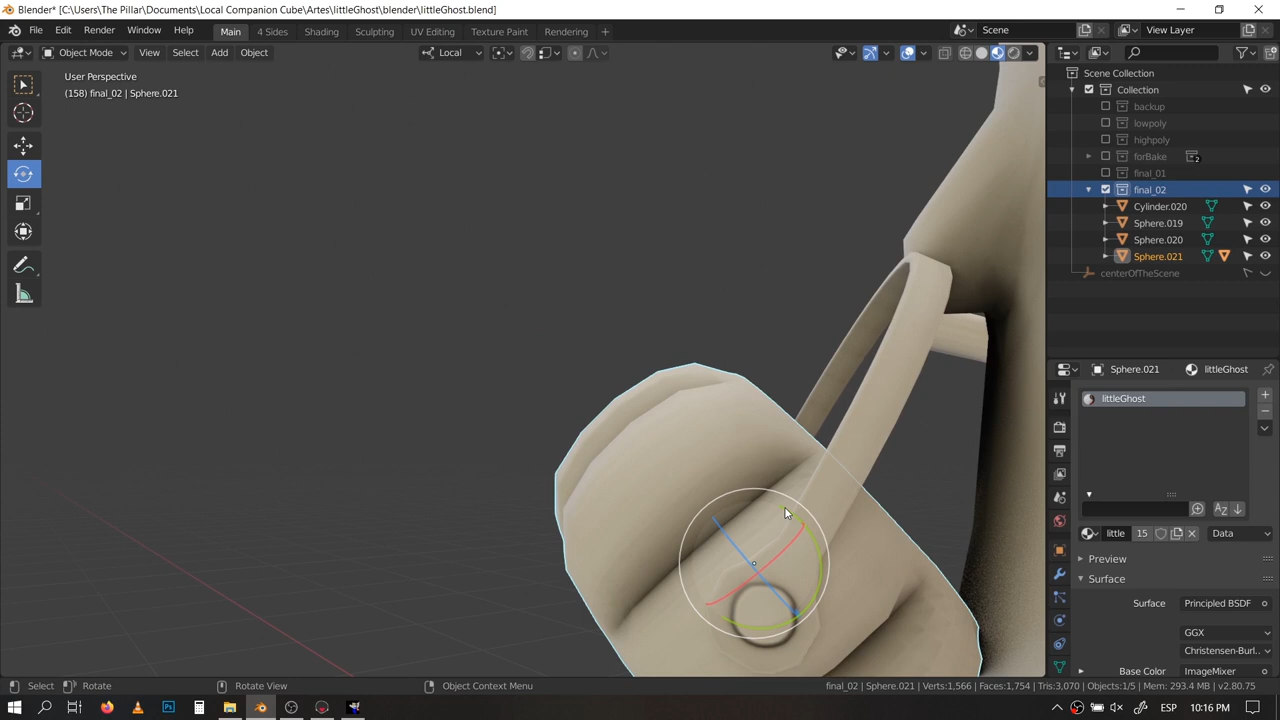 Blender* [C:\Users\The Pillar\Documents\Local Companion Cube\Artes\littleGhost\blender\littleGhost.blend]
File Edit Render Window Help Main 4 Sides Shading Sculpting UV Editing Texture Paint Rendering + Scene View Layer
Object Mode View Select Add Object Local
User Perspective
(158) final_02 | Sphere.021
Scene Collection
Collection
backup
lowpoly
highpoly
forBake 2
final_01
final_02
Cylinder.020
Sphere.019
Sphere.020
Sphere.021
centerOfTheScene
Sphere.021 littleGhost
littleGhost
little 15 Data
Preview
Surface
Surface Principled BSDF
GGX
Christensen-Burl..
Base Color ImageMixer
Select Rotate Rotate View Object Context Menu final_02 | Sphere.021 | Verts:1,566 | Faces:1,754 | Tris:3,070 | Objects:1/5 | Mem: 293.4 MB | v2.80.75
ESP 10:16 PM